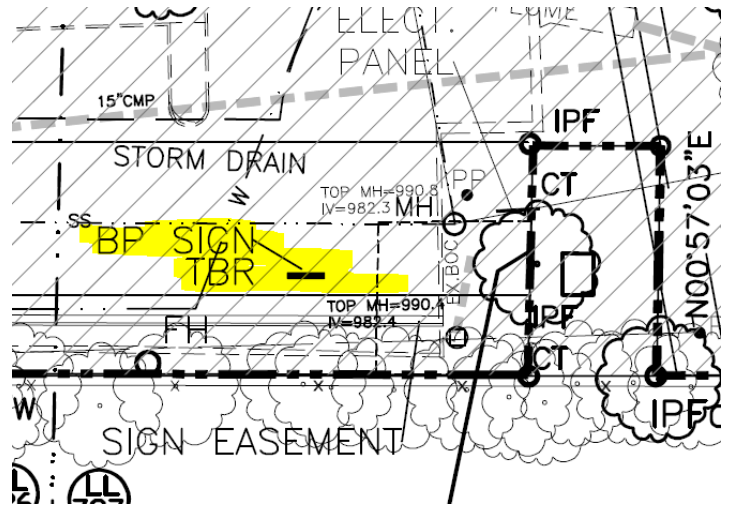 ELECT.
PANEL
15"CMP
IPF
STORM DRAIN
W
TOP MH=990.8
IV=982.3
MH
PP
CT
N00°57'03"E
SS
BP SIGN
TBR
EX.BOC
TOP MH=990.4
IV=982.4
IPF
FH
CT
W
IPF
SIGN EASEMENT
LL